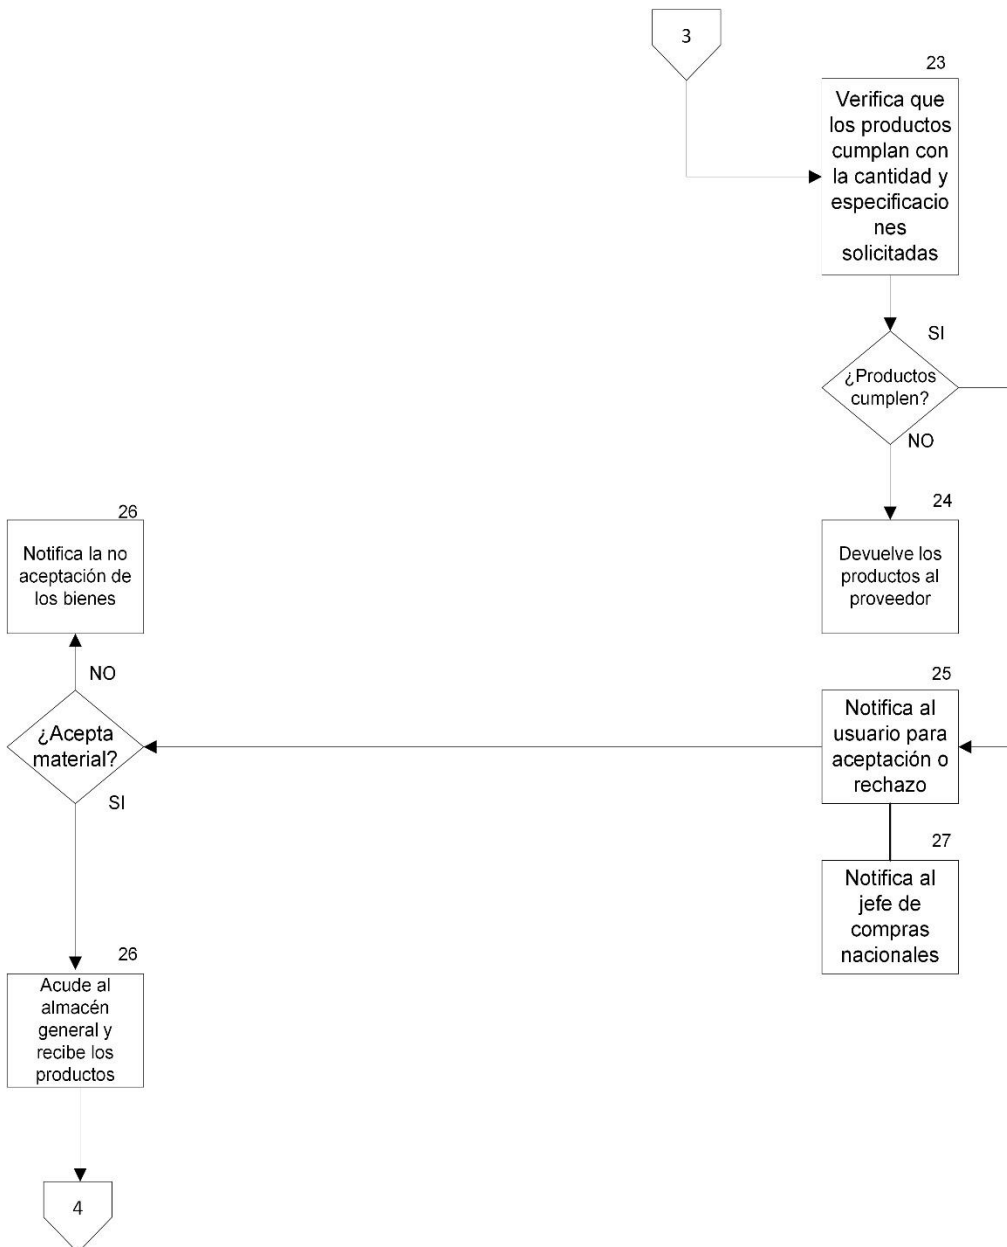 3
23
Verifica que
los productos
cumplan con
la cantidad y
especificacio
nes
solicitadas
SI
¿Productos
cumplen?
NO
24
Devuelve los
productos al
proveedor
26
Notifica la no
aceptación de
los bienes
NO
¿Acepta
material?
SI
25
Notifica al
usuario para
aceptación o
rechazo
27
Notifica al
jefe de
compras
nacionales
26
Acude al
almacén
general y
recibe los
productos
4